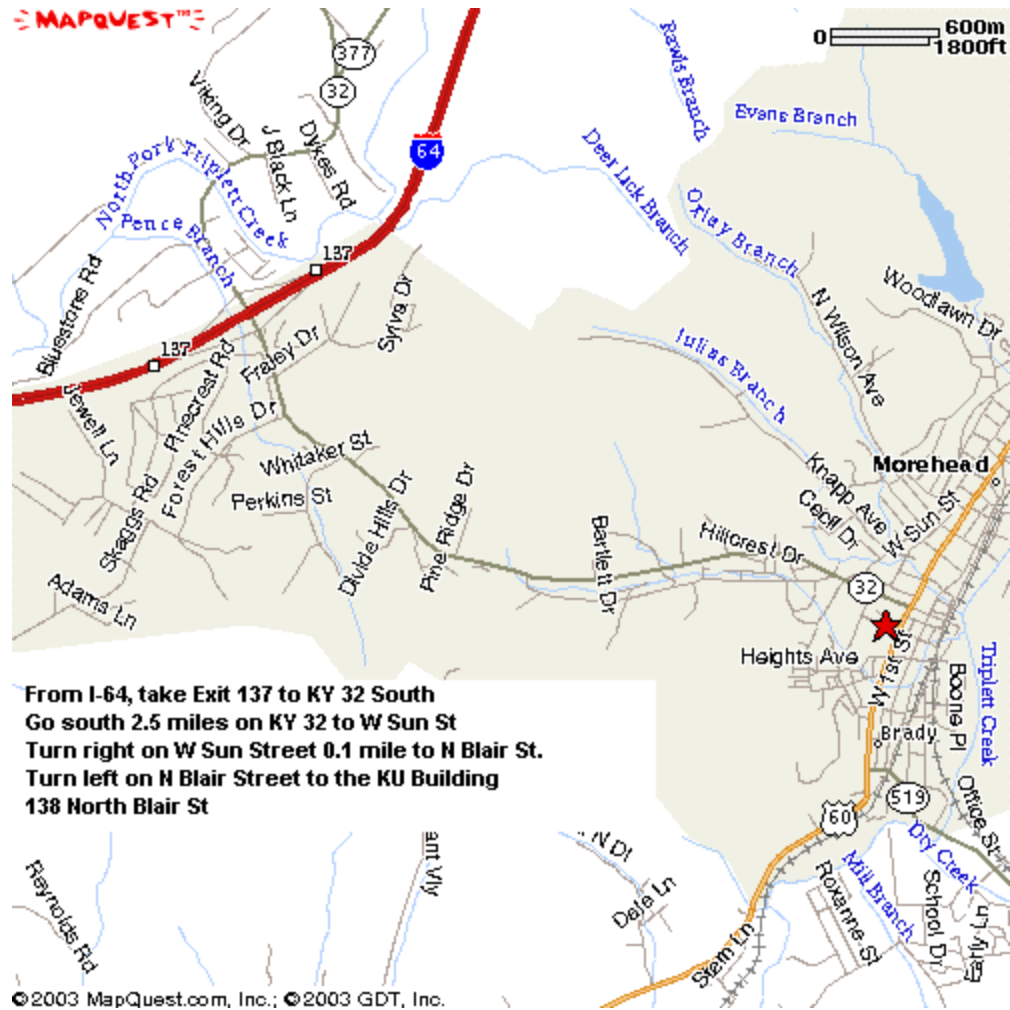 MAPQUEST™
0 600m
1800ft
377
32
Rawls Branch
Evans Branch
Viking Dr
J Black Ln
Dykes Rd
64
Deer Lick Branch
North Fork Triplett Creek
Pence Branch
Oxley Branch
137
Bluestone Rd
Sylva Dr
Woodlawn Dr
N Wilson Ave
137
Pinecrest Rd
Fraley Dr
Julias Branch
Jewell Ln
Forest Hills Dr
Whitaker St
Morehead
Knapp Ave
Cecil Dr
W Sun St
Perkins St
Skaggs Rd
Divide Hills Dr
Pine Ridge Dr
Bartlett Dr
Hillcrest Dr
32
Adams Ln
Heights Ave
W 1st St
Boone Pl
Triplett Creek
From I-64, take Exit 137 to KY 32 South
Go south 2.5 miles on KY 32 to W Sun St
Turn right on W Sun Street 0.1 mile to N Blair St.
Turn left on N Blair Street to the KU Building
138 North Blair St
Brady
519
60
Office St
Dry Creek
Mill Branch
Roxanne St
School Dr
Reynolds Rd
ant Vly
Dale Ln
Stem Ln
©2003 MapQuest.com, Inc.; ©2003 GDT, Inc.